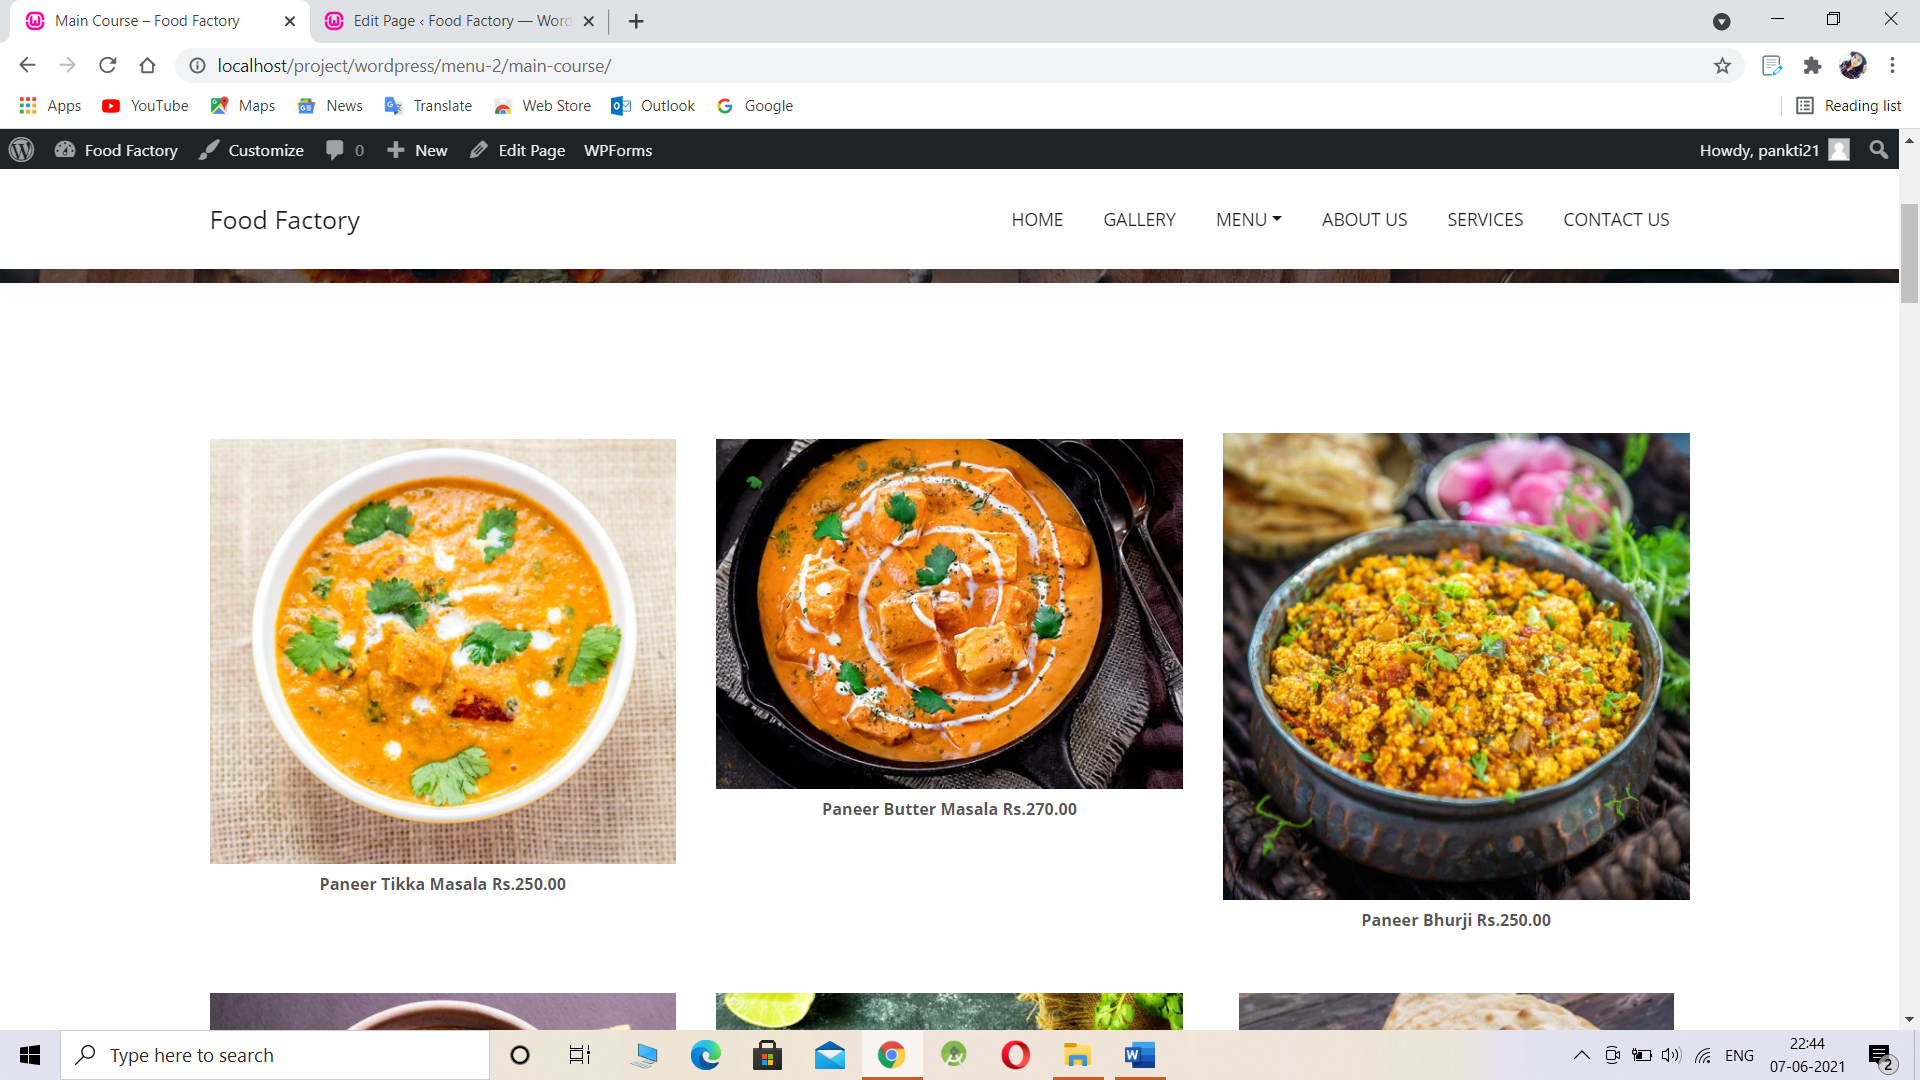 Main Course – Food Factory
Edit Page ‹ Food Factory — Word
localhost/project/wordpress/menu-2/main-course/
Apps YouTube Maps News Translate Web Store Outlook Google Reading list
Food Factory Customize 0 New Edit Page WPForms Howdy, pankti21
Food Factory HOME GALLERY MENU ABOUT US SERVICES CONTACT US
Paneer Tikka Masala Rs.250.00
Paneer Butter Masala Rs.270.00
Paneer Bhurji Rs.250.00
Type here to search
ENG
22:44
07-06-2021
2